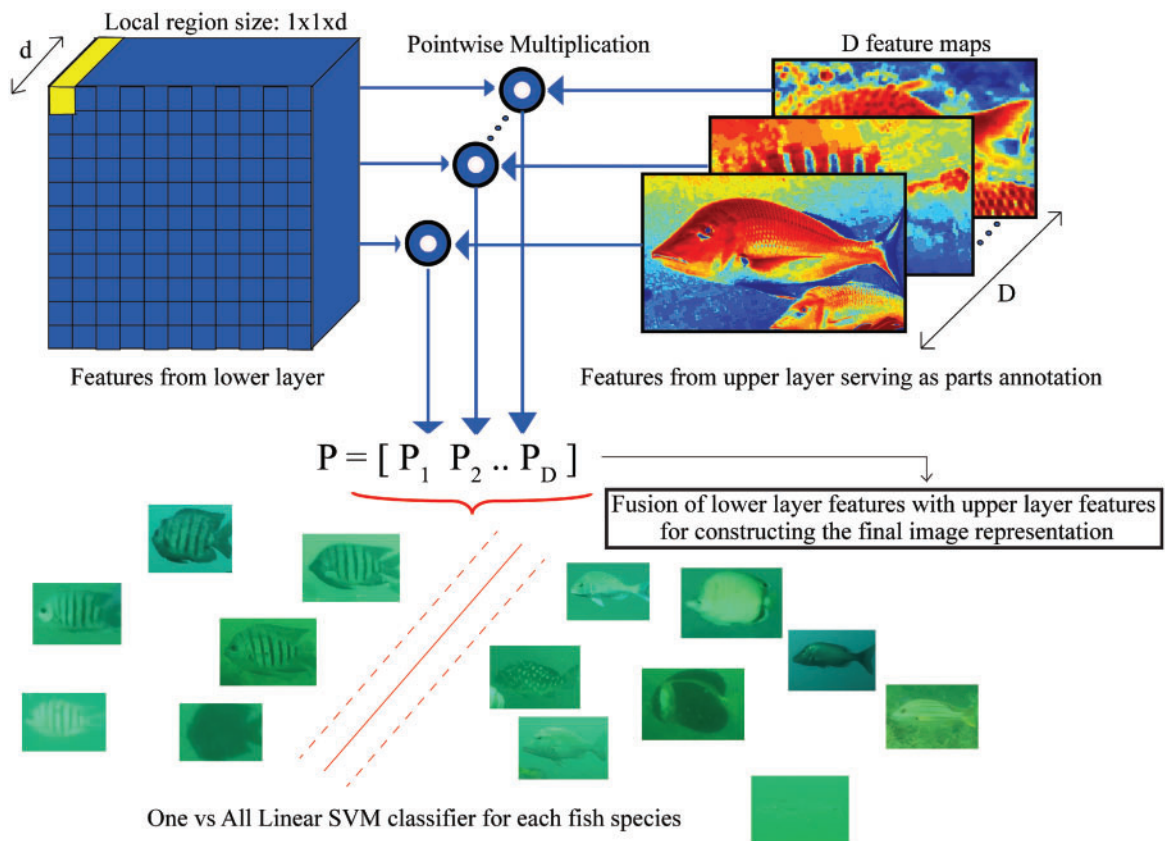 Local region size: 1x1xd
d
Pointwise Multiplication
D feature maps
D
Features from lower layer
Features from upper layer serving as parts annotation
P = [ P1 P2 .. PD ]
Fusion of lower layer features with upper layer features
for constructing the final image representation
One vs All Linear SVM classifier for each fish species